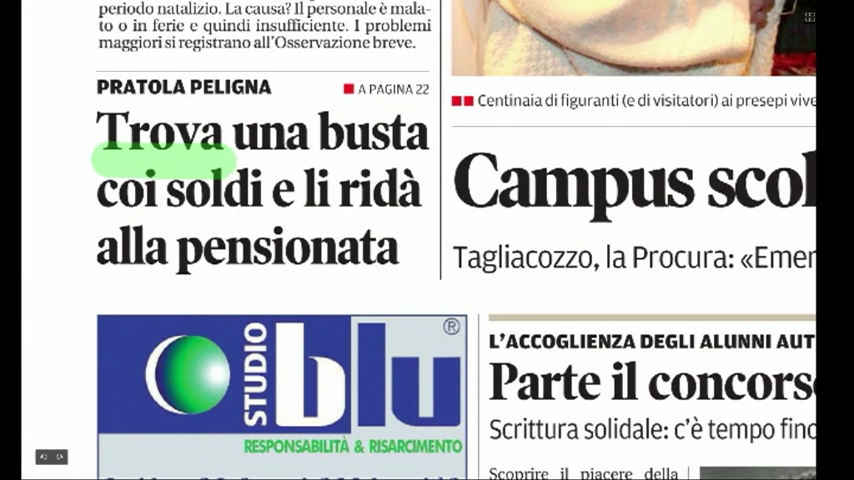 periodo natalizio. La causa? Il personale è mala-
to o in ferie e quindi insufficiente. I problemi
maggiori si registrano all'Osservazione breve.
PRATOLA PELIGNA
A PAGINA 22
Trova una busta
coi soldi e li ridà
alla pensionata
Centinaia di figuranti (e di visitatori) ai presepi vive
Campus scol
Tagliacozzo, la Procura: «Emer
STUDIO
blu
®
RESPONSABILITÀ & RISARCIMENTO
L'ACCOGLIENZA DEGLI ALUNNI AUT
Parte il concorso
Scrittura solidale: c'è tempo fino
Scoprire il piacere della